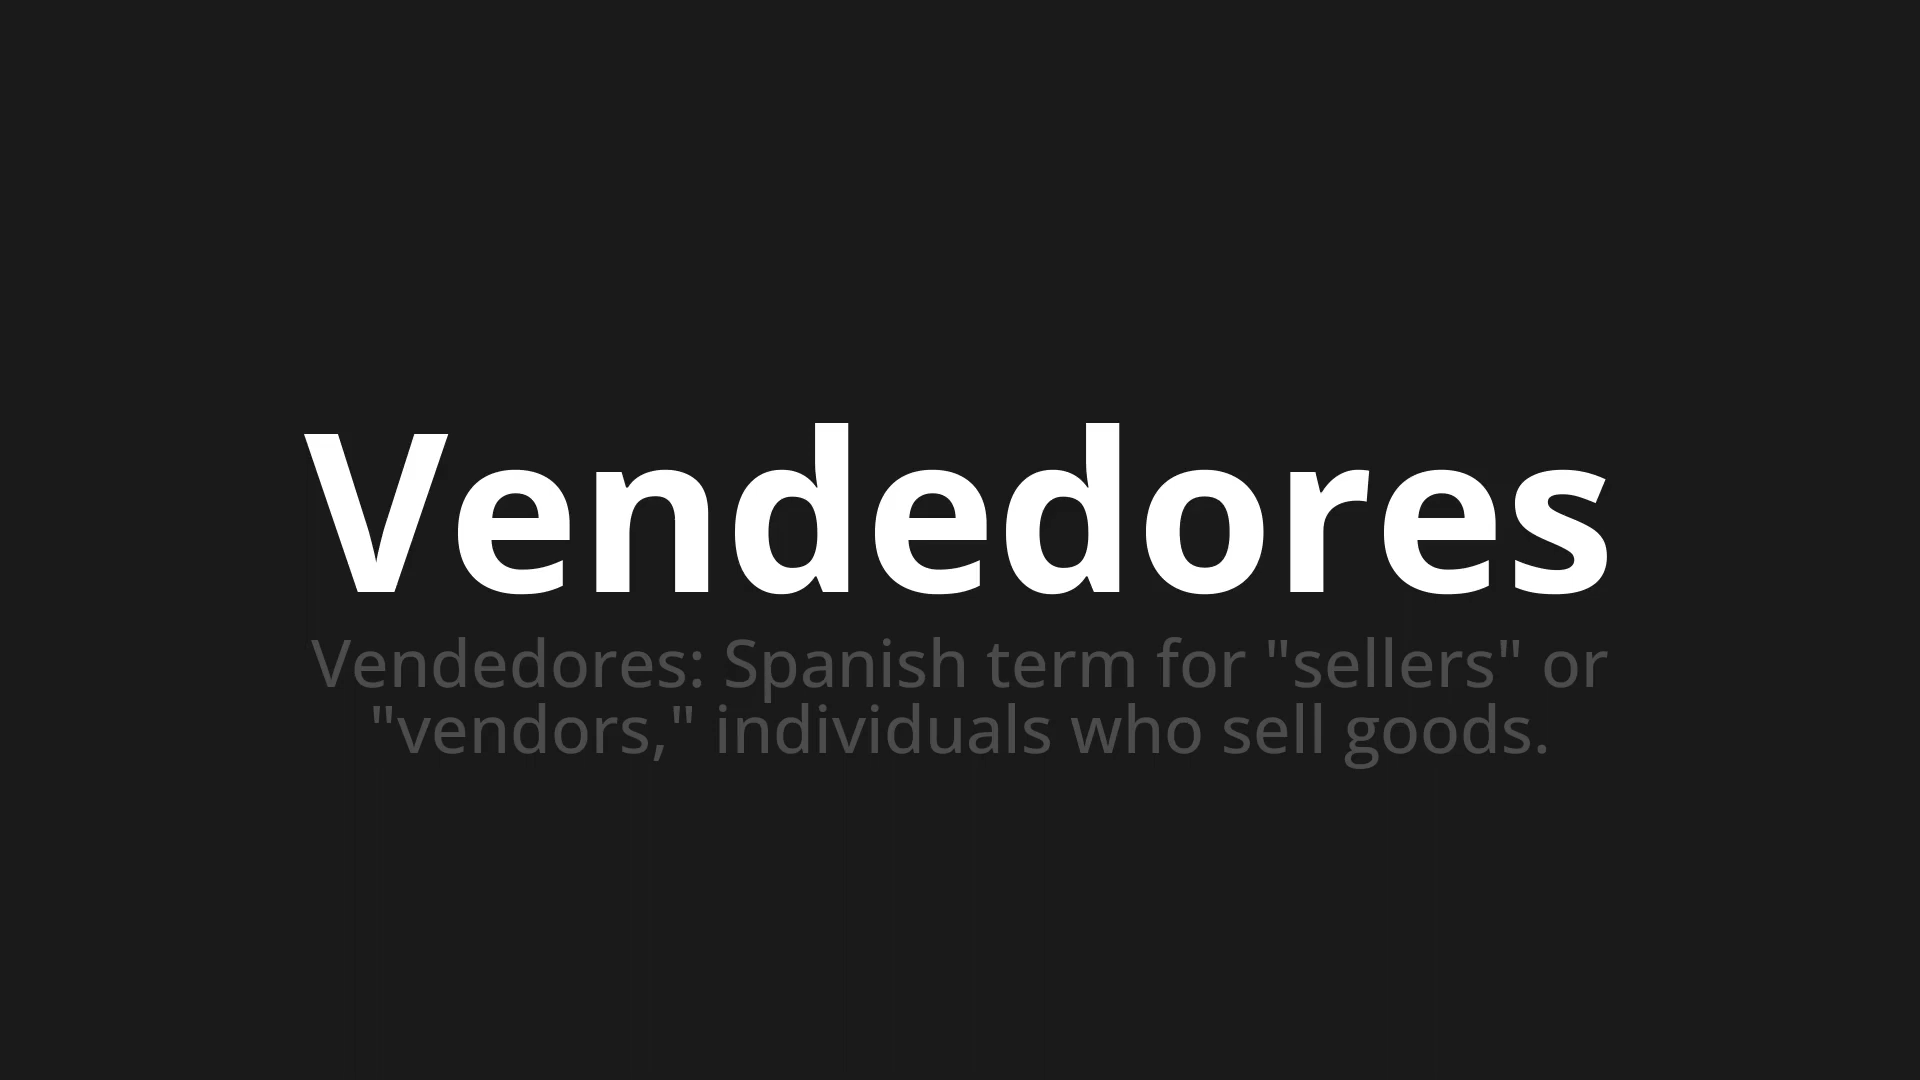 Vendedores
Vendedores: Spanish term for "sellers" or
"vendors," individuals who sell goods.